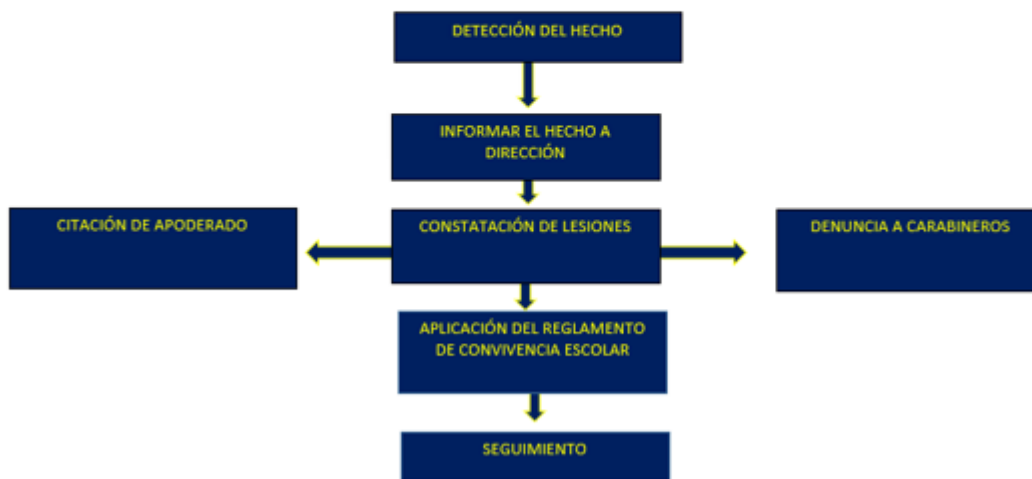 DETECCIÓN DEL HECHO
INFORMAR EL HECHO A
DIRECCIÓN
CITACIÓN DE APODERADO
CONSTATACIÓN DE LESIONES
DENUNCIA A CARABINEROS
APLICACIÓN DEL REGLAMENTO
DE CONVIVENCIA ESCOLAR
SEGUIMIENTO